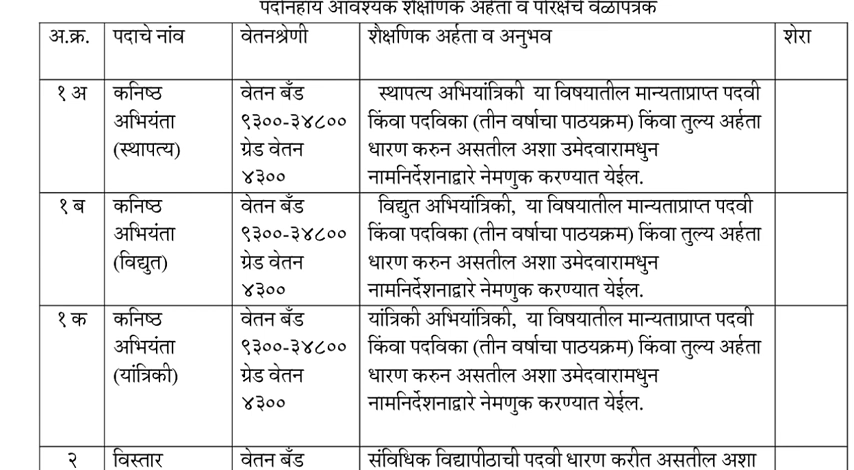 पदनिहाय आवश्यक शैक्षणिक अर्हता व परिक्षेचे वेळापत्रक
अ.क्र. पदाचे नांव वेतनश्रेणी शैक्षणिक अर्हता व अनुभव शेरा
१ अ कनिष्ठ वेतन बँड स्थापत्य अभियांत्रिकी या विषयातील मान्यताप्राप्त पदवी
अभियंता ९३००-३४८०० किंवा पदविका (तीन वर्षाचा पाठयक्रम) किंवा तुल्य अर्हता
(स्थापत्य) ग्रेड वेतन धारण करुन असतील अशा उमेदवारामधुन
४३०० नामनिर्देशनाद्वारे नेमणुक करण्यात येईल.
१ ब कनिष्ठ वेतन बँड विद्युत अभियांत्रिकी, या विषयातील मान्यताप्राप्त पदवी
अभियंता ९३००-३४८०० किंवा पदविका (तीन वर्षाचा पाठयक्रम) किंवा तुल्य अर्हता
(विद्युत) ग्रेड वेतन धारण करुन असतील अशा उमेदवारामधुन
४३०० नामनिर्देशनाद्वारे नेमणुक करण्यात येईल.
१ क कनिष्ठ वेतन बँड यांत्रिकी अभियांत्रिकी, या विषयातील मान्यताप्राप्त पदवी
अभियंता ९३००-३४८०० किंवा पदविका (तीन वर्षाचा पाठयक्रम) किंवा तुल्य अर्हता
(यांत्रिकी) ग्रेड वेतन धारण करुन असतील अशा उमेदवारामधुन
४३०० नामनिर्देशनाद्वारे नेमणुक करण्यात येईल.
२ विस्तार वेतन बँड संविधिक विद्यापीठाची पदवी धारण करीत असतील अशा